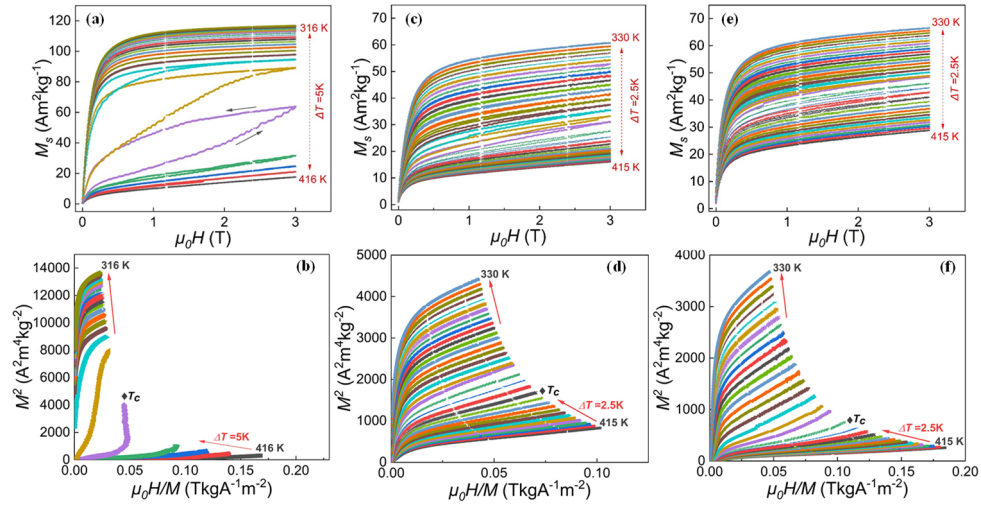 (a)
120
100
80
60
40
20
0
0
1
2
3
Mₛ (Am²kg⁻¹)
μ₀H (T)
316 K
ΔT =5K
416 K
(c)
70
60
50
40
30
20
10
0
0
1
2
3
Mₛ (Am²kg⁻¹)
μ₀H (T)
330 K
ΔT =2.5K
415 K
(e)
70
60
50
40
30
20
10
0
0
1
2
3
Mₛ (Am²kg⁻¹)
μ₀H (T)
330 K
ΔT =2.5K
415 K
(b)
14000
12000
10000
8000
6000
4000
2000
0
0.00
0.05
0.10
0.15
0.20
M² (A²m⁴kg⁻²)
μ₀H/M (TkgA⁻¹m⁻²)
316 K
Tc
ΔT =5K
416 K
(d)
5000
4000
3000
2000
1000
0
0.00
0.05
0.10
M² (A²m⁴kg⁻²)
μ₀H/M (TkgA⁻¹m⁻²)
330 K
Tc
ΔT =2.5K
415 K
(f)
4000
3000
2000
1000
0
0.00
0.05
0.10
0.15
0.20
M² (A²m⁴kg⁻²)
μ₀H/M (TkgA⁻¹m⁻²)
330 K
Tc
ΔT =2.5K
415 K